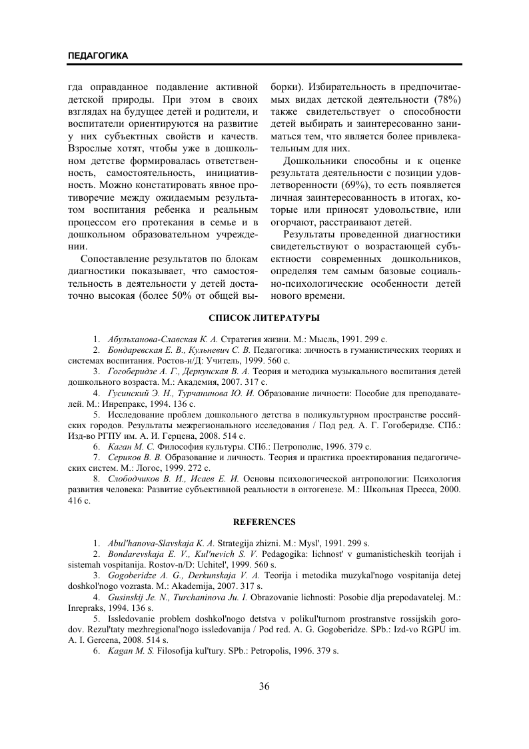 ПЕДАГОГИКА
гда оправданное подавление активной
детской природы. При этом в своих
взглядах на будущее детей и родители, и
воспитатели ориентируются на развитие
у них субъектных свойств и качеств.
Взрослые хотят, чтобы уже в дошколь-
ном детстве формировалась ответствен-
ность, самостоятельность, инициатив-
ность. Можно констатировать явное про-
тиворечие между ожидаемым результа-
том воспитания ребенка и реальным
процессом его протекания в семье и в
дошкольном образовательном учрежде-
нии.
Сопоставление результатов по блокам
диагностики показывает, что самостоя-
тельность в деятельности у детей доста-
точно высокая (более 50% от общей вы-
борки). Избирательность в предпочитае-
мых видах детской деятельности (78%)
также свидетельствует о способности
детей выбирать и заинтересованно зани-
маться тем, что является более привлека-
тельным для них.
Дошкольники способны и к оценке
результата деятельности с позиции удов-
летворенности (69%), то есть появляется
личная заинтересованность в итогах, ко-
торые или приносят удовольствие, или
огорчают, расстраивают детей.
Результаты проведенной диагностики
свидетельствуют о возрастающей субъ-
ектности современных дошкольников,
определяя тем самым базовые социаль-
но-психологические особенности детей
нового времени.
СПИСОК ЛИТЕРАТУРЫ
1. Абульханова-Славская К. А. Стратегия жизни. М.: Мысль, 1991. 299 с.
2. Бондаревская Е. В., Кульневич С. В. Педагогика: личность в гуманистических теориях и
системах воспитания. Ростов-н/Д: Учитель, 1999. 560 с.
3. Гогоберидзе А. Г., Деркунская В. А. Теория и методика музыкального воспитания детей
дошкольного возраста. М.: Академия, 2007. 317 с.
4. Гусинский Э. Н., Турчанинова Ю. И. Образование личности: Пособие для преподавате-
лей. М.: Инрепракс, 1994. 136 с.
5. Исследование проблем дошкольного детства в поликультурном пространстве россий-
ских городов. Результаты межрегионального исследования / Под ред. А. Г. Гогоберидзе. СПб.:
Изд-во РГПУ им. А. И. Герцена, 2008. 514 с.
6. Каган М. С. Философия культуры. СПб.: Петрополис, 1996. 379 с.
7. Сериков В. В. Образование и личность. Теория и практика проектирования педагогиче-
ских систем. М.: Логос, 1999. 272 с.
8. Слободчиков В. И., Исаев Е. И. Основы психологической антропологии: Психология
развития человека: Развитие субъективной реальности в онтогенезе. М.: Школьная Пресса, 2000.
416 с.
REFERENCES
1. Abul'hanova-Slavskaja K. A. Strategija zhizni. M.: Mysl', 1991. 299 s.
2. Bondarevskaja E. V., Kul'nevich S. V. Pedagogika: lichnost' v gumanisticheskih teorijah i
sistemah vospitanija. Rostov-n/D: Uchitel', 1999. 560 s.
3. Gogoberidze A. G., Derkunskaja V. A. Teorija i metodika muzykal'nogo vospitanija detej
doshkol'nogo vozrasta. M.: Akademija, 2007. 317 s.
4. Gusinskij Je. N., Turchaninova Ju. I. Obrazovanie lichnosti: Posobie dlja prepodavatelej. M.:
Inrepraks, 1994. 136 s.
5. Issledovanie problem doshkol'nogo detstva v polikul'turnom prostranstve rossijskih goro-
dov. Rezul'taty mezhregional'nogo issledovanija / Pod red. A. G. Gogoberidze. SPb.: Izd-vo RGPU im.
A. I. Gercena, 2008. 514 s.
6. Kagan M. S. Filosofija kul'tury. SPb.: Petropolis, 1996. 379 s.
36